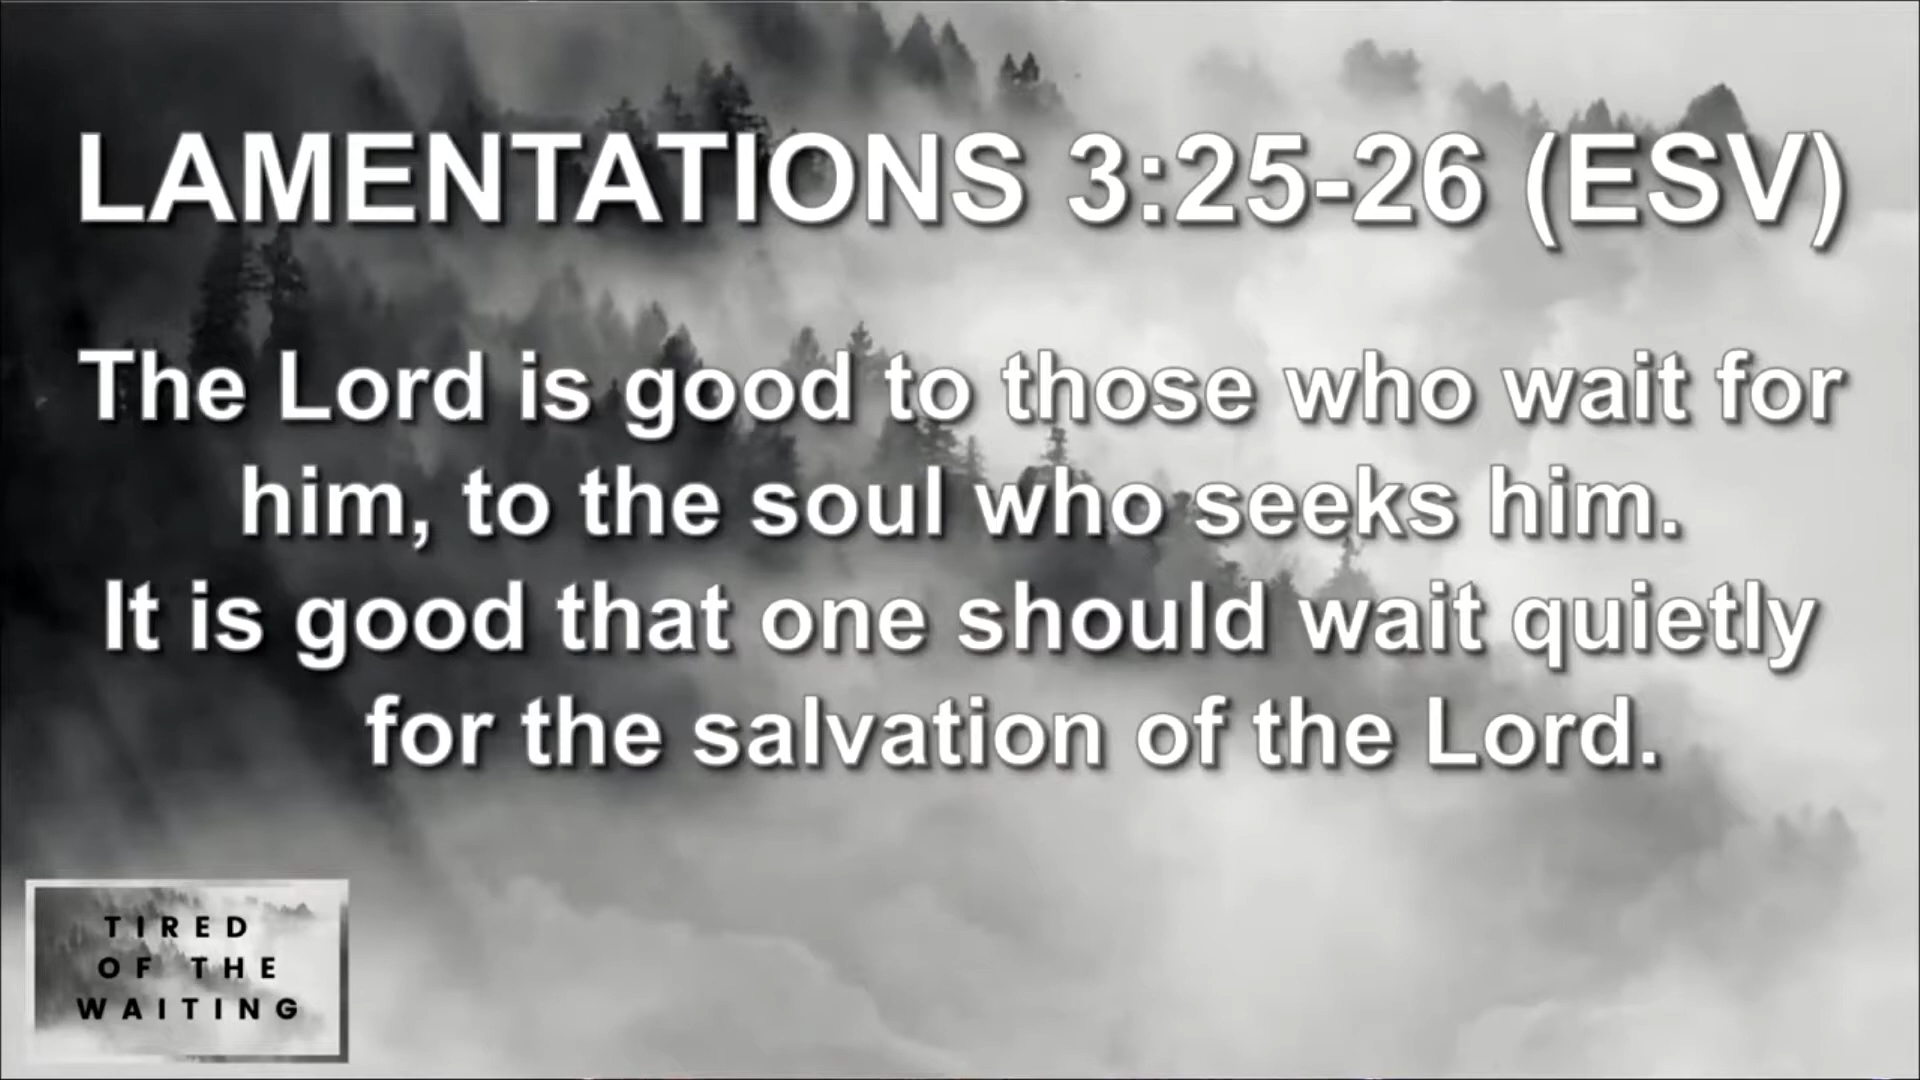 LAMENTATIONS 3:25-26 (ESV)
The Lord is good to those who wait for
him, to the soul who seeks him.
It is good that one should wait quietly
for the salvation of the Lord.
TIRED
OF THE
WAITING